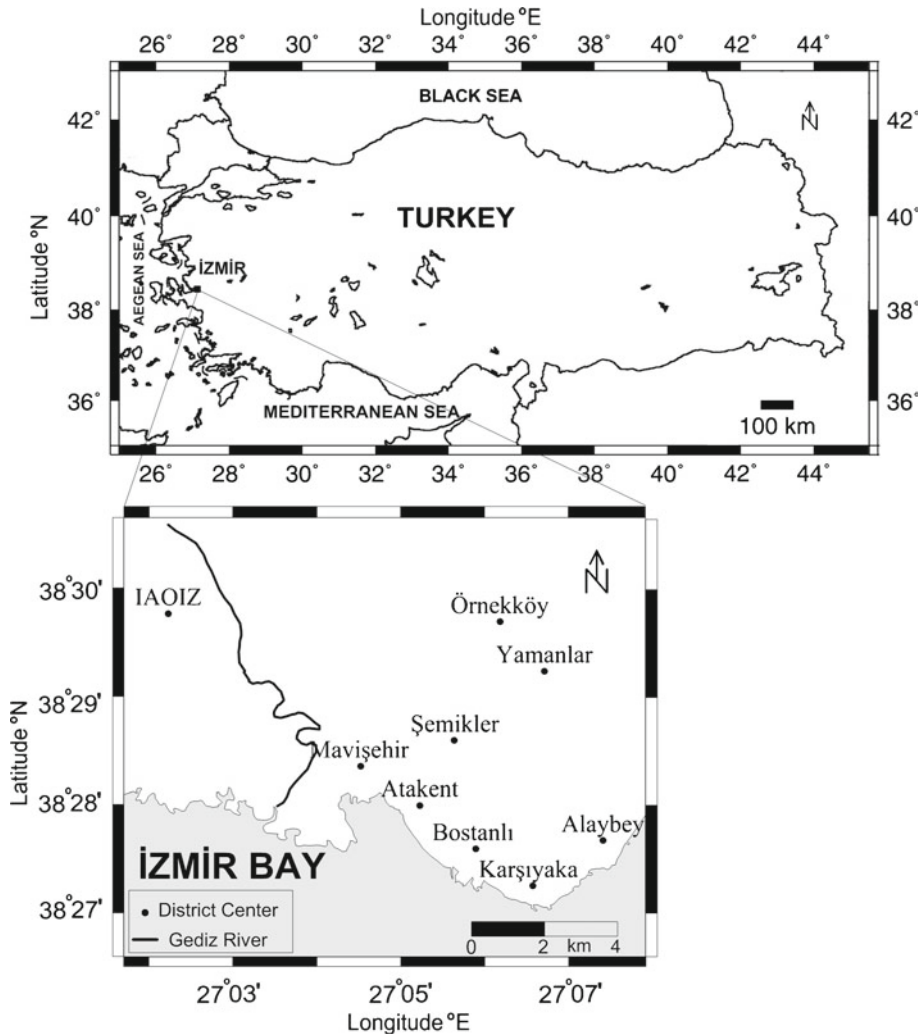 Longitude °E
26° 28° 30° 32° 34° 36° 38° 40° 42° 44°
BLACK SEA
N
42° 42°
40° 40°
TURKEY
Latitude °N
AEGEAN SEA
İZMİR
38° 38°
36° 36°
MEDITERRANEAN SEA
100 km
26° 28° 30° 32° 34° 36° 38° 40° 42° 44°
N
38°30'
IAOIZ
Örnekköy
Yamanlar
38°29'
Şemikler
Mavişehir
Latitude °N
Atakent
38°28'
Bostanlı
Alaybey
Karşıyaka
İZMİR BAY
38°27'
District Center
Gediz River
0 2 km 4
27°03' 27°05' 27°07'
Longitude °E